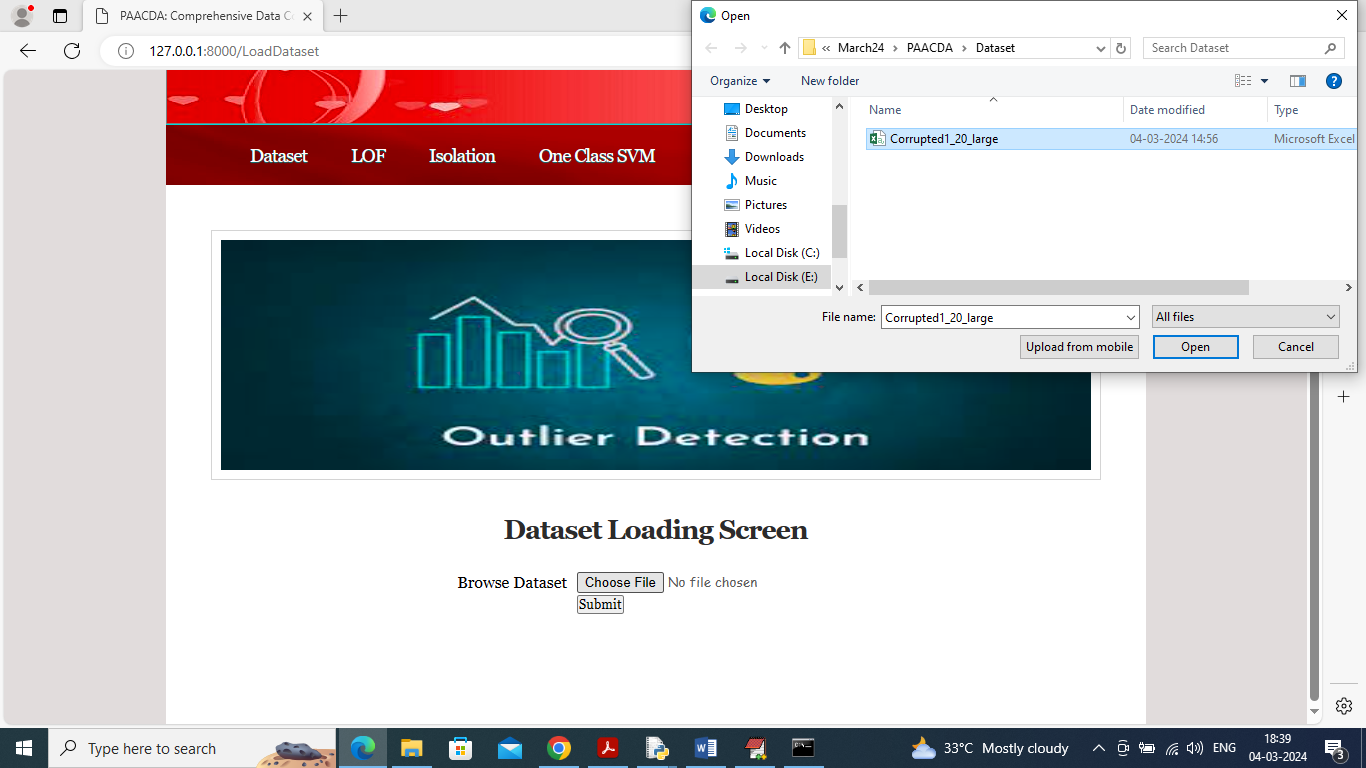 PAACDA: Comprehensive Data C
127.0.0.1:8000/LoadDataset
Open
« March24 > PAACDA > Dataset
Search Dataset
Organize
New folder
Desktop
Documents
Downloads
Music
Pictures
Videos
Local Disk (C:)
Local Disk (E:)
Name
Date modified
Type
Corrupted1_20_large
04-03-2024 14:56
Microsoft Excel
File name:
Corrupted1_20_large
All files
Upload from mobile
Open
Cancel
Dataset
LOF
Isolation
One Class SVM
Outlier Detection
Dataset Loading Screen
Browse Dataset
Choose File
No file chosen
Submit
Type here to search
33°C Mostly cloudy
ENG
18:39
04-03-2024
3